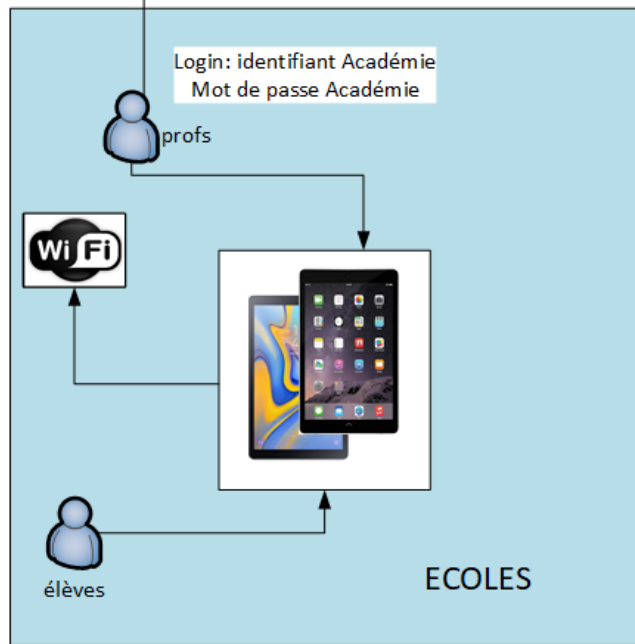 Login: identifiant Académie
Mot de passe Académie
profs
Wi Fi
élèves
ECOLES